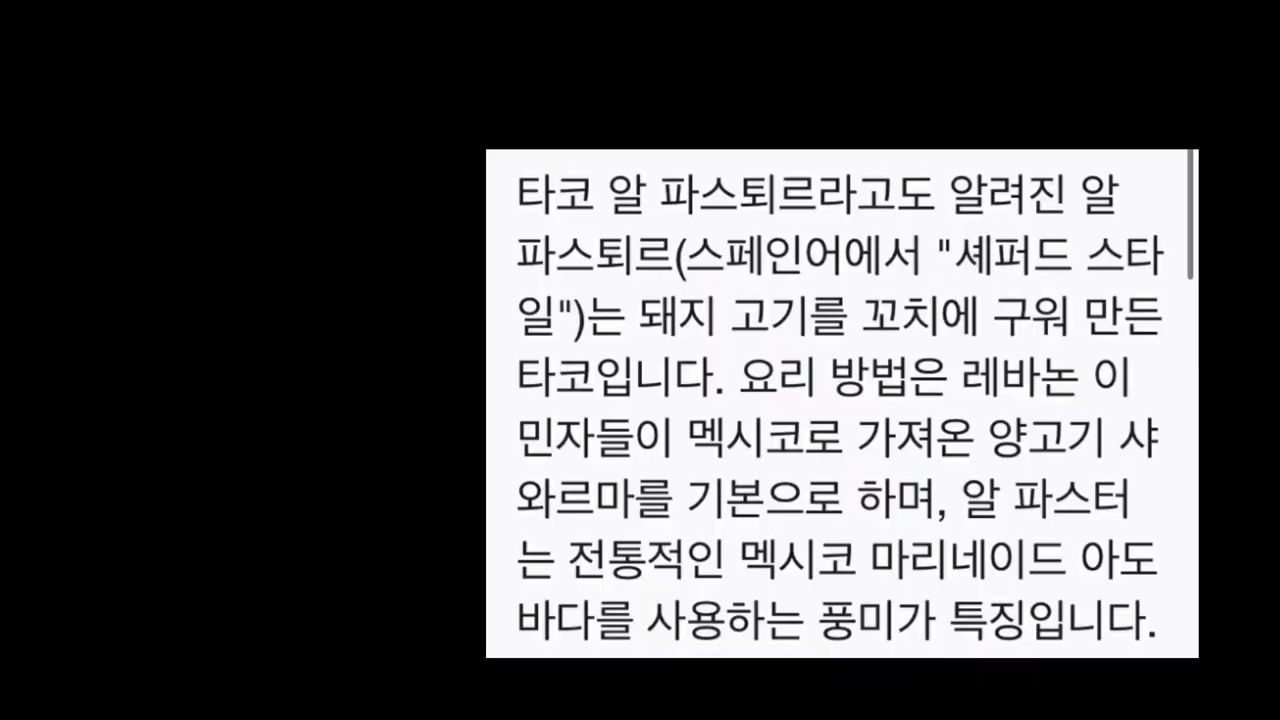 타코 알 파스퇴르라고도 알려진 알
파스퇴르(스페인어에서 "셰퍼드 스타
일")는 돼지 고기를 꼬치에 구워 만든
타코입니다. 요리 방법은 레바논 이
민자들이 멕시코로 가져온 양고기 샤
와르마를 기본으로 하며, 알 파스터
는 전통적인 멕시코 마리네이드 아도
바다를 사용하는 풍미가 특징입니다.